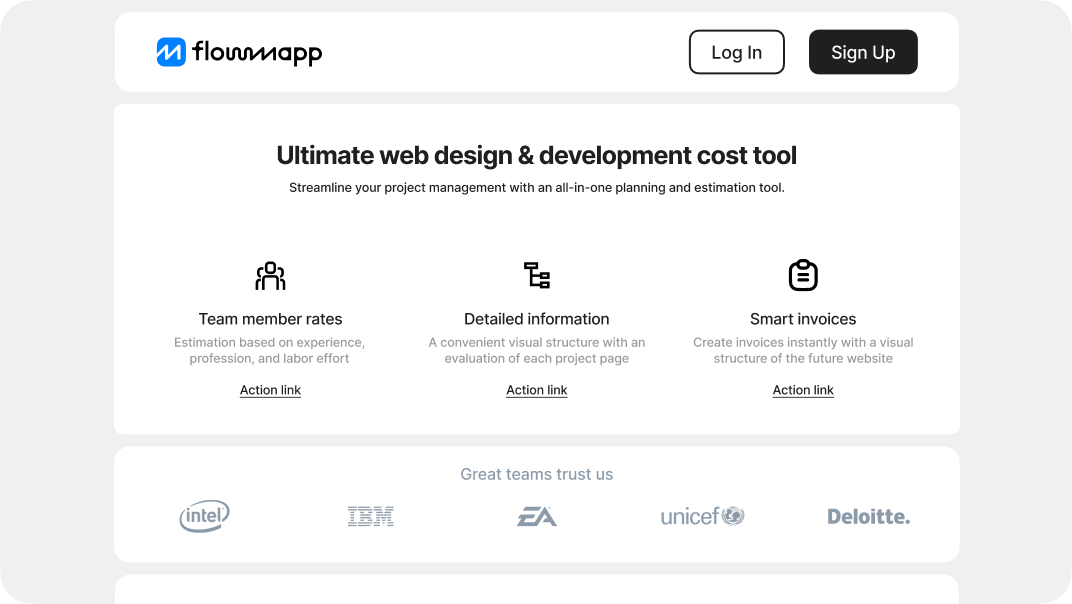 flowmapp
Log In
Sign Up
Ultimate web design & development cost tool
Streamline your project management with an all-in-one planning and estimation tool.
Team member rates
Estimation based on experience,
profession, and labor effort
Action link
Detailed information
A convenient visual structure with an
evaluation of each project page
Action link
Smart invoices
Create invoices instantly with a visual
structure of the future website
Action link
Great teams trust us
intel
IBM
EA
unicef
Deloitte.